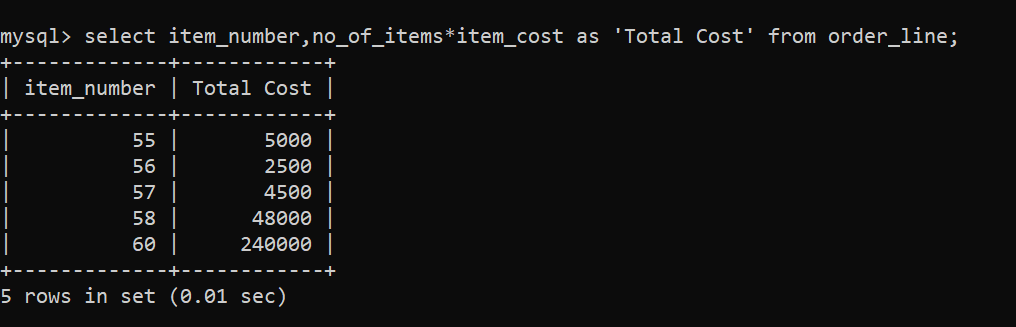 mysql> select item_number,no_of_items*item_cost as 'Total Cost' from order_line;
+-------------+------------+
| item_number | Total Cost |
+-------------+------------+
|          55 |       5000 |
|          56 |       2500 |
|          57 |       4500 |
|          58 |      48000 |
|          60 |     240000 |
+-------------+------------+
5 rows in set (0.01 sec)